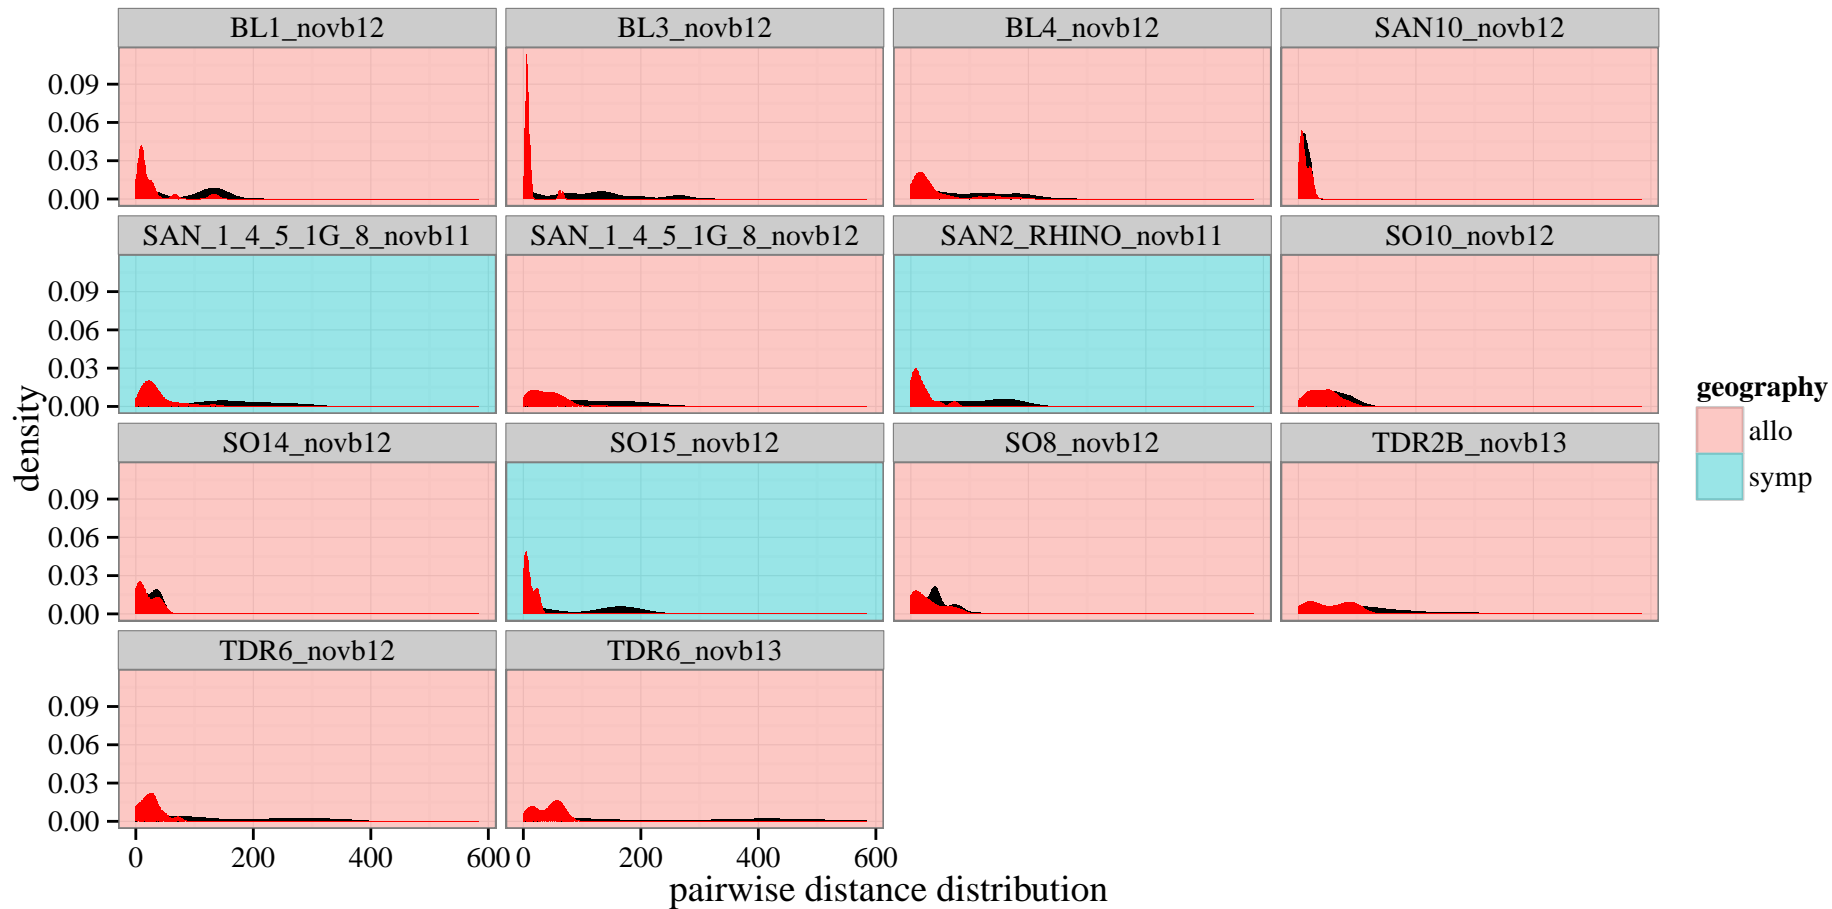 BL1_novb12
BL3_novb12
BL4_novb12
SAN10_novb12
0.09
0.06
0.03
0.00
SAN_1_4_5_1G_8_novb11
SAN_1_4_5_1G_8_novb12
SAN2_RHINO_novb11
SO10_novb12
0.09
0.06
0.03
0.00
SO14_novb12
SO15_novb12
SO8_novb12
TDR2B_novb13
0.09
0.06
0.03
0.00
TDR6_novb12
TDR6_novb13
0.09
0.06
0.03
0.00
0 200 400 600
0 200 400 600
pairwise distance distribution
density
geography
allo
symp